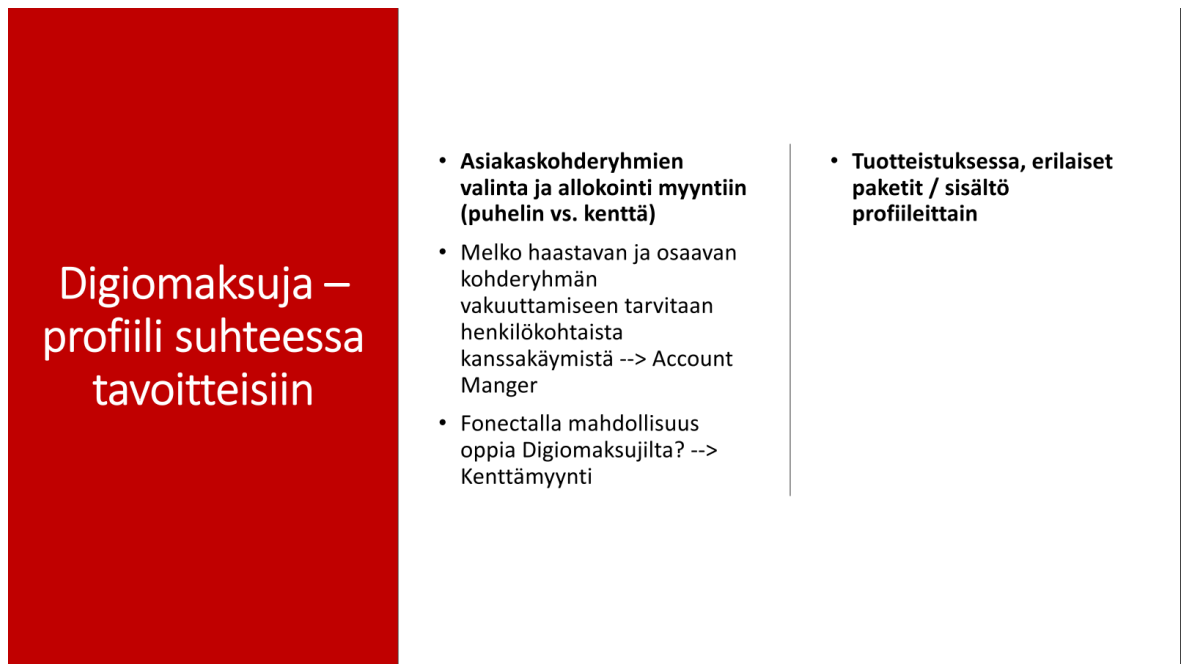 Digiomaksuja –
profiili suhteessa
tavoitteisiin
• Asiakaskohderyhmien
valinta ja allokointi myyntiin
(puhelin vs. kenttä)
• Melko haastavan ja osaavan
kohderyhmän
vakuuttamiseen tarvitaan
henkilökohtaista
kanssakäymistä --> Account
Manger
• Fonectalla mahdollisuus
oppia Digiomaksujilta? -->
Kenttämyynti
• Tuotteistuksessa, erilaiset
paketit / sisältö
profiileittain